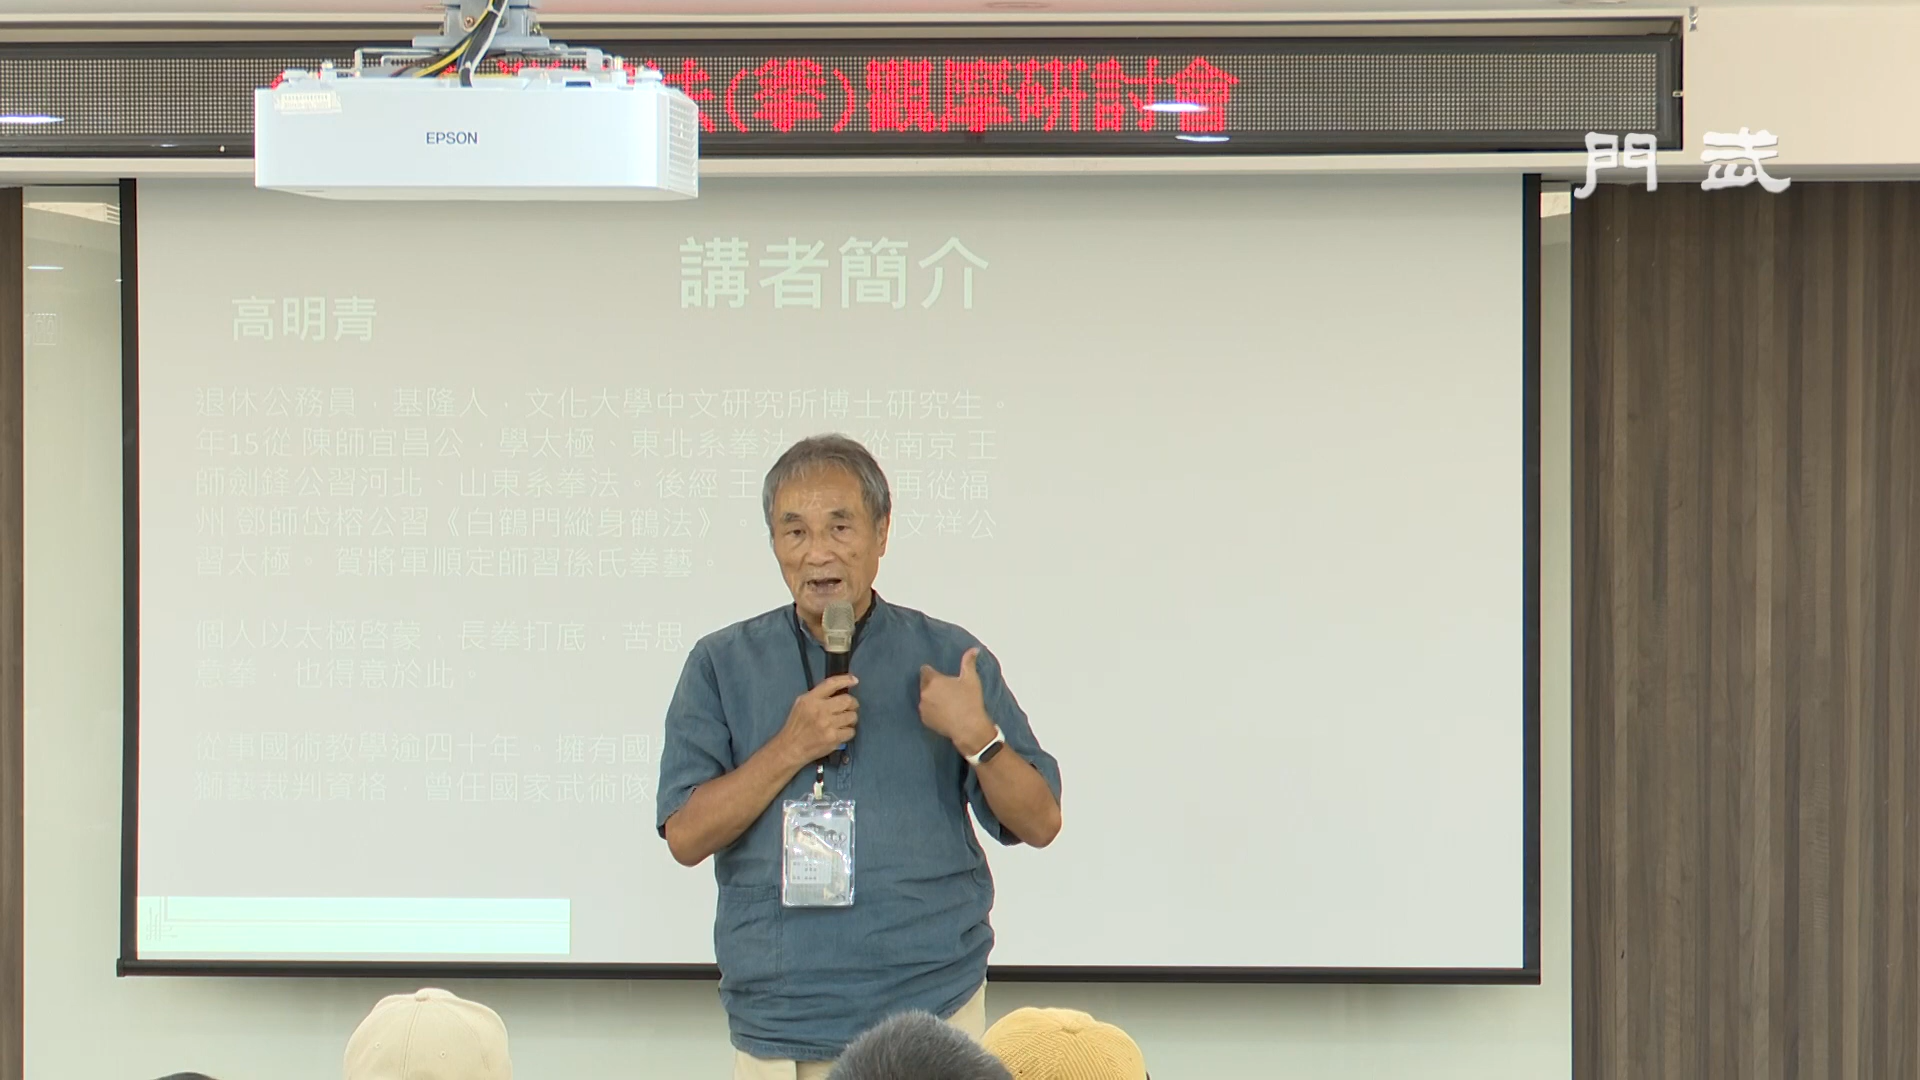 法(拳)觀摩研討會
EPSON
武門
講者簡介
高明青
退休公務員,基隆人,文化大學中文研究所博士研究生。
年15從 陳師宜昌公,學太極、東北系拳法 從南京 王
師劍鋒公習河北、山東系拳法。後經 王 再從福
州 鄧師岱榕公習《白鶴門縱身鶴法》。 文祥公
習太極。 賀將軍順定師習孫氏拳藝。
個人以太極啓蒙,長拳打底,苦思
意拳,也得意於此。
從事國術教學逾四十年。擁有國
獅藝裁判資格,曾任國家武術隊